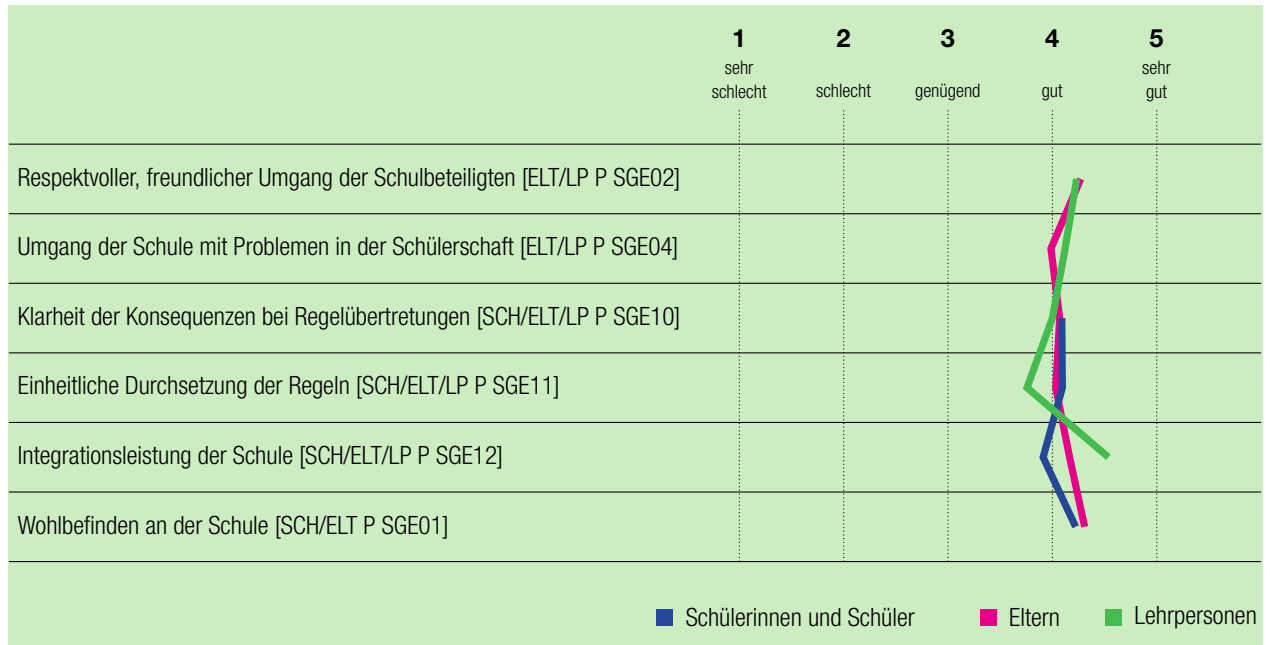 1 2 3 4 5
sehr schlecht schlecht genügend gut sehr gut
Respektvoller, freundlicher Umgang der Schulbeteiligten [ELT/LP P SGE02]
Umgang der Schule mit Problemen in der Schülerschaft [ELT/LP P SGE04]
Klarheit der Konsequenzen bei Regelübertretungen [SCH/ELT/LP P SGE10]
Einheitliche Durchsetzung der Regeln [SCH/ELT/LP P SGE11]
Integrationsleistung der Schule [SCH/ELT/LP P SGE12]
Wohlbefinden an der Schule [SCH/ELT P SGE01]
Schülerinnen und Schüler Eltern Lehrpersonen